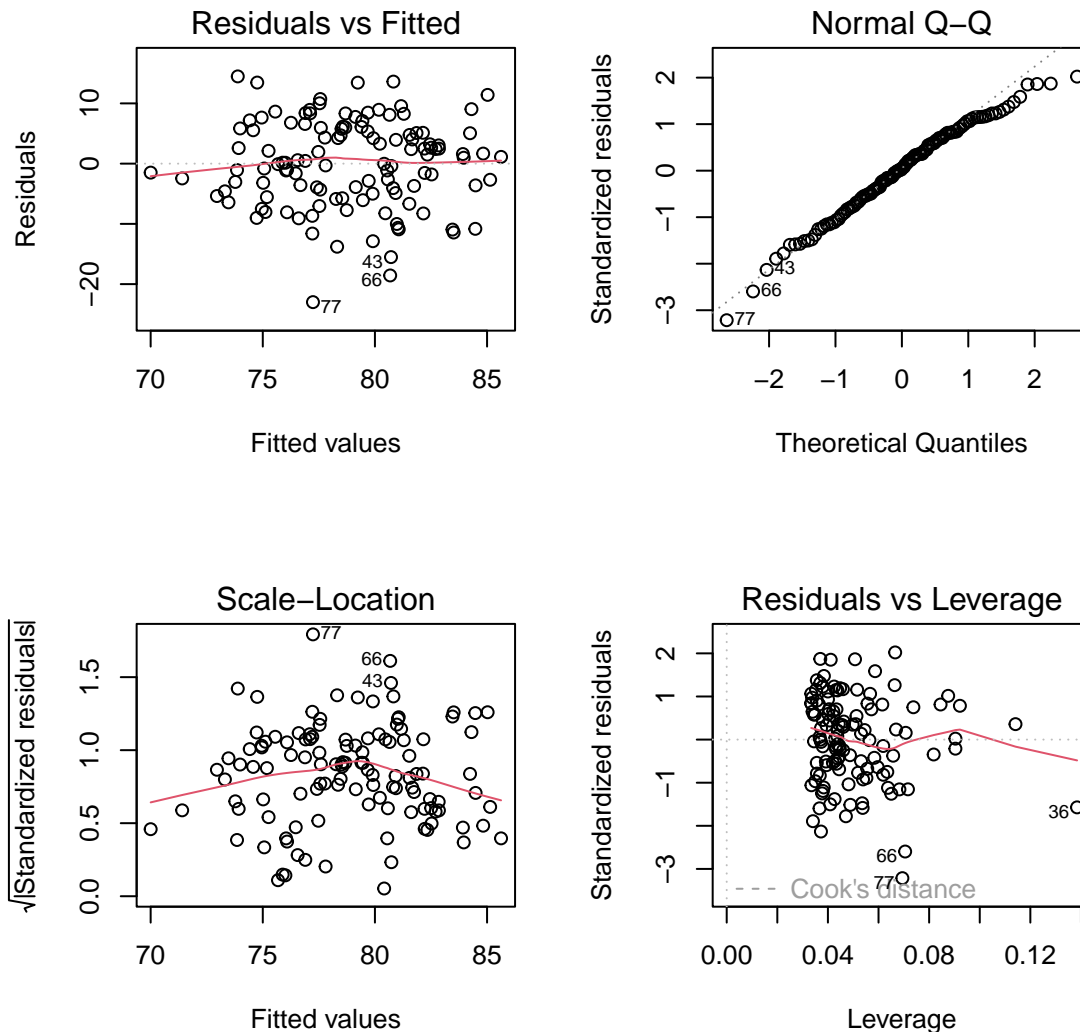 Residuals vs Fitted
Residuals
10
0
−20
43
66
77
70 75 80 85
Fitted values
Normal Q−Q
Standardized residuals
2
1
0
−1
−3
43
66
77
−2 −1 0 1 2
Theoretical Quantiles
Scale−Location
√|Standardized residuals|
1.5
1.0
0.5
0.0
77
66
43
70 75 80 85
Fitted values
Residuals vs Leverage
Standardized residuals
2
1
−1
−3
36
66
77
Cook's distance
0.00 0.04 0.08 0.12
Leverage